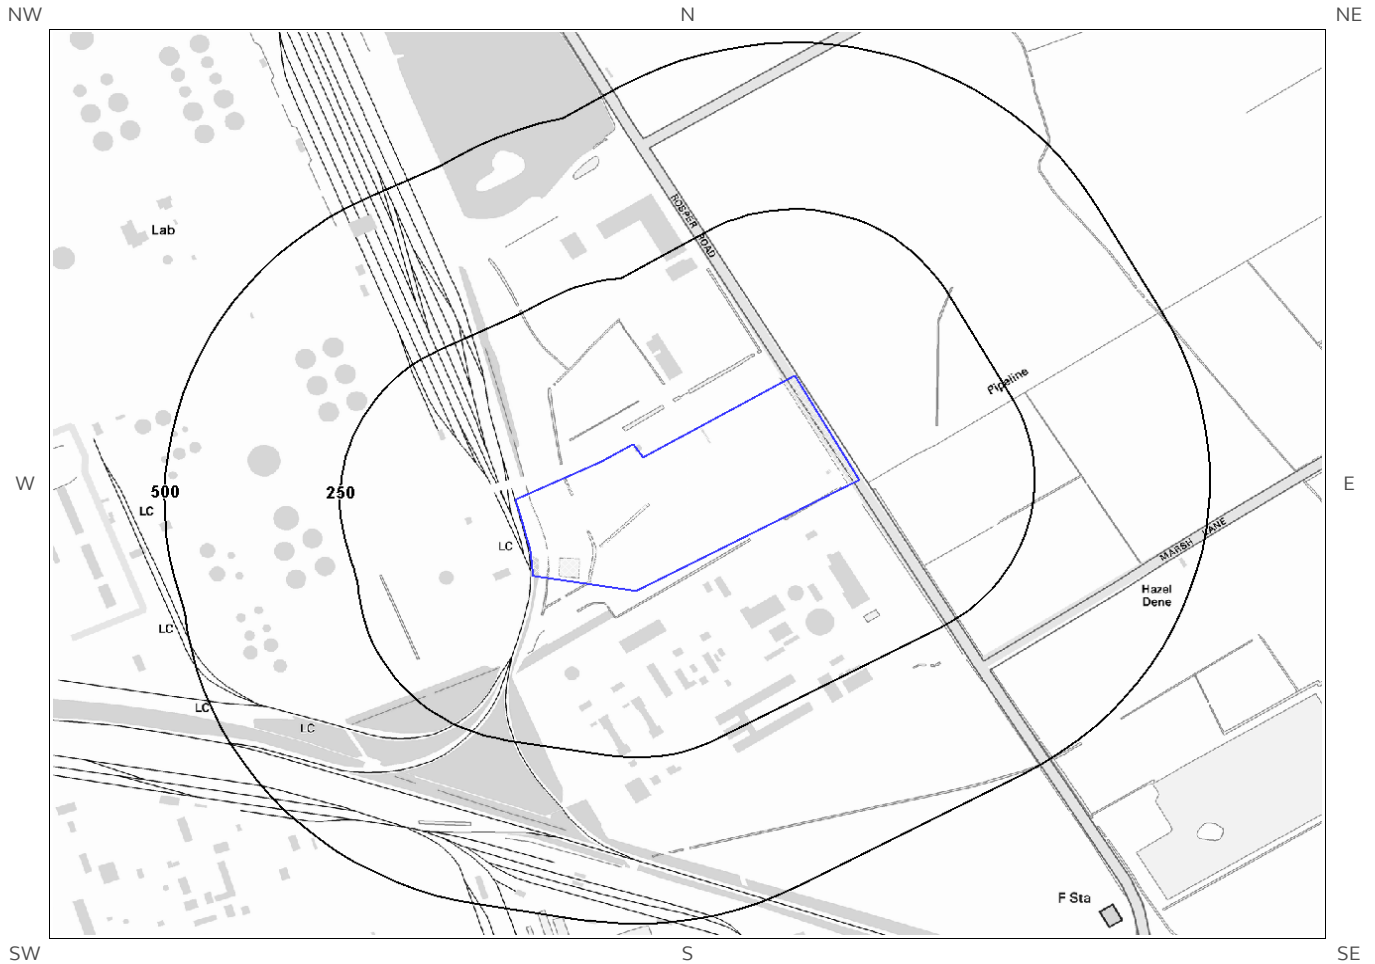 NW
N
NE
ROSPER ROAD
Lab
Pipeline
W
500
250
E
LC
LC
MARSH LANE
Hazel
Dene
LC
LC
LC
F Sta
SW
S
SE